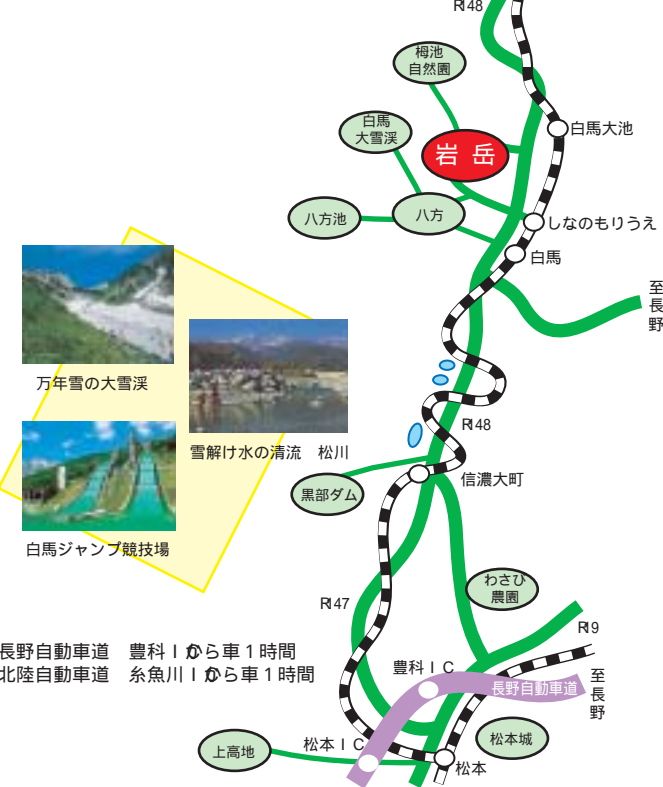 R148
栂池
自然園
白馬
大雪渓
白馬大池
岩岳
八方池
八方
しなのもりうえ
白馬
至長野
万年雪の大雪渓
雪解け水の清流　松川
R148
白馬ジャンプ競技場
信濃大町
黒部ダム
わさび
農園
R147
R19
長野自動車道　豊科ＩＣから車１時間
北陸自動車道　糸魚川ＩＣから車１時間
豊科ＩＣ
長野自動車道
至長野
松本ＩＣ
松本城
上高地
松本